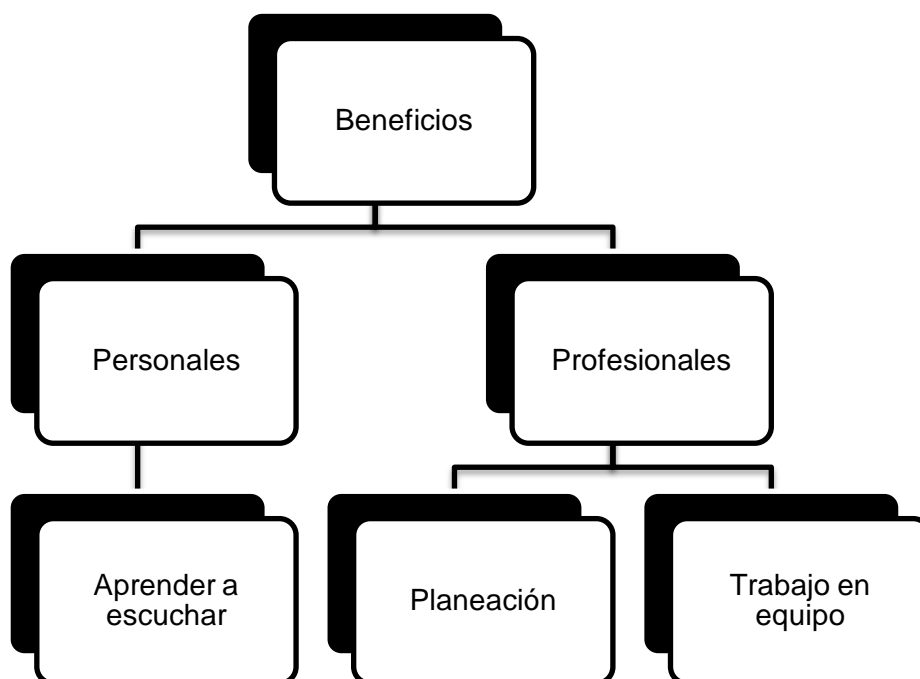 Beneficios
Personales
Profesionales
Aprender a
escuchar
Planeación
Trabajo en
equipo